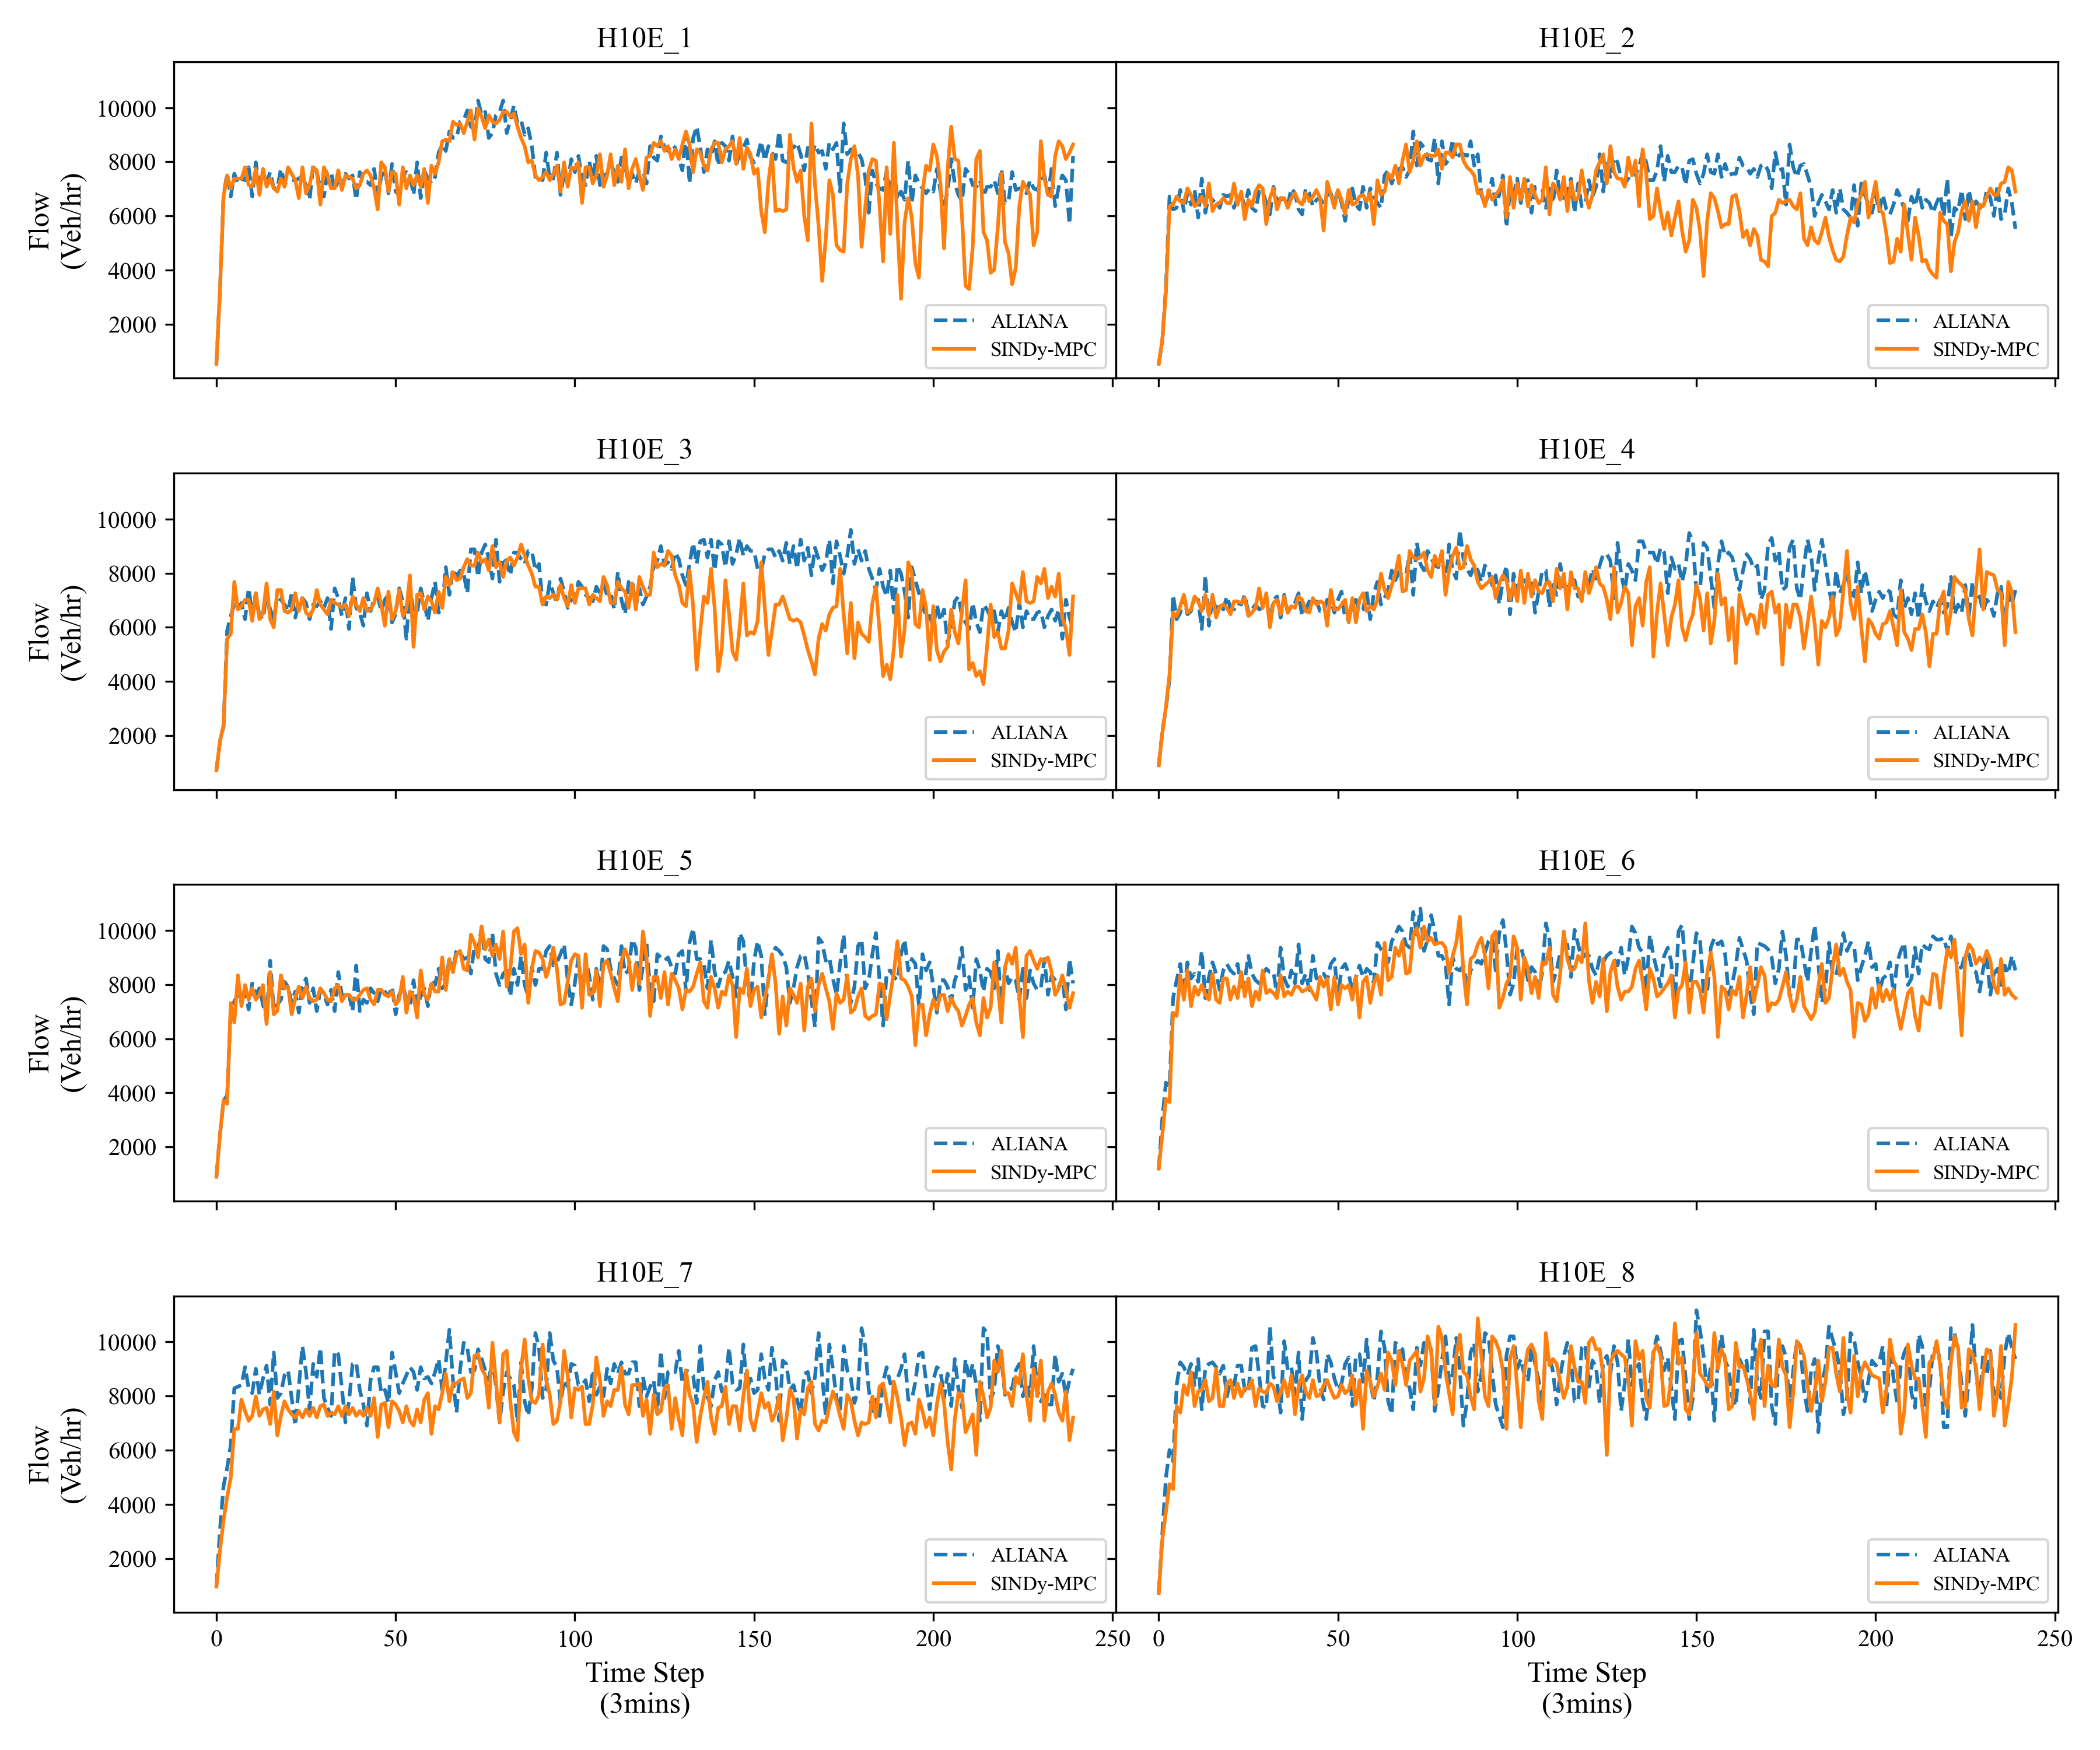 H10E_1
H10E_2
Flow
(Veh/hr)
10000
8000
6000
4000
2000
ALIANA
SINDy-MPC
ALIANA
SINDy-MPC
H10E_3
H10E_4
Flow
(Veh/hr)
10000
8000
6000
4000
2000
ALIANA
SINDy-MPC
ALIANA
SINDy-MPC
H10E_5
H10E_6
Flow
(Veh/hr)
10000
8000
6000
4000
2000
ALIANA
SINDy-MPC
ALIANA
SINDy-MPC
H10E_7
H10E_8
Flow
(Veh/hr)
10000
8000
6000
4000
2000
ALIANA
SINDy-MPC
ALIANA
SINDy-MPC
0 50 100 150 200 250
0 50 100 150 200 250
Time Step
(3mins)
Time Step
(3mins)